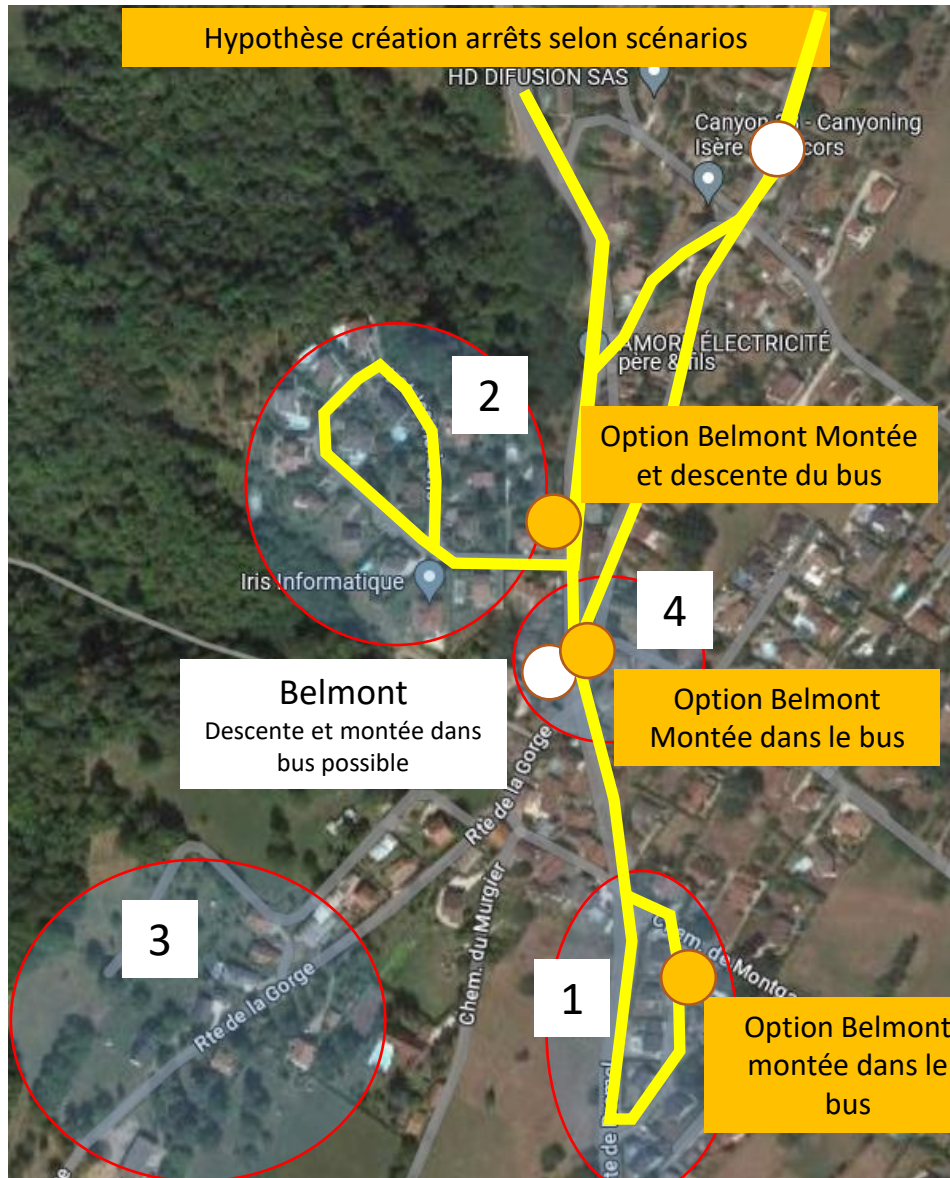 Hypothèse création arrêts selon scénarios
HD DIFUSION SAS
Canyoning
Isère
2
AMORE ÉLECTRICITÉ
père & fils
Option Belmont Montée
et descente du bus
Iris Informatique
4
Belmont
Descente et montée dans
bus possible
Option Belmont
Montée dans le bus
Rte de la Gorge
Chem. du Murgier
3
Rte de la Gorge
1
Chem. de Montga
Option Belmont
montée dans le
bus